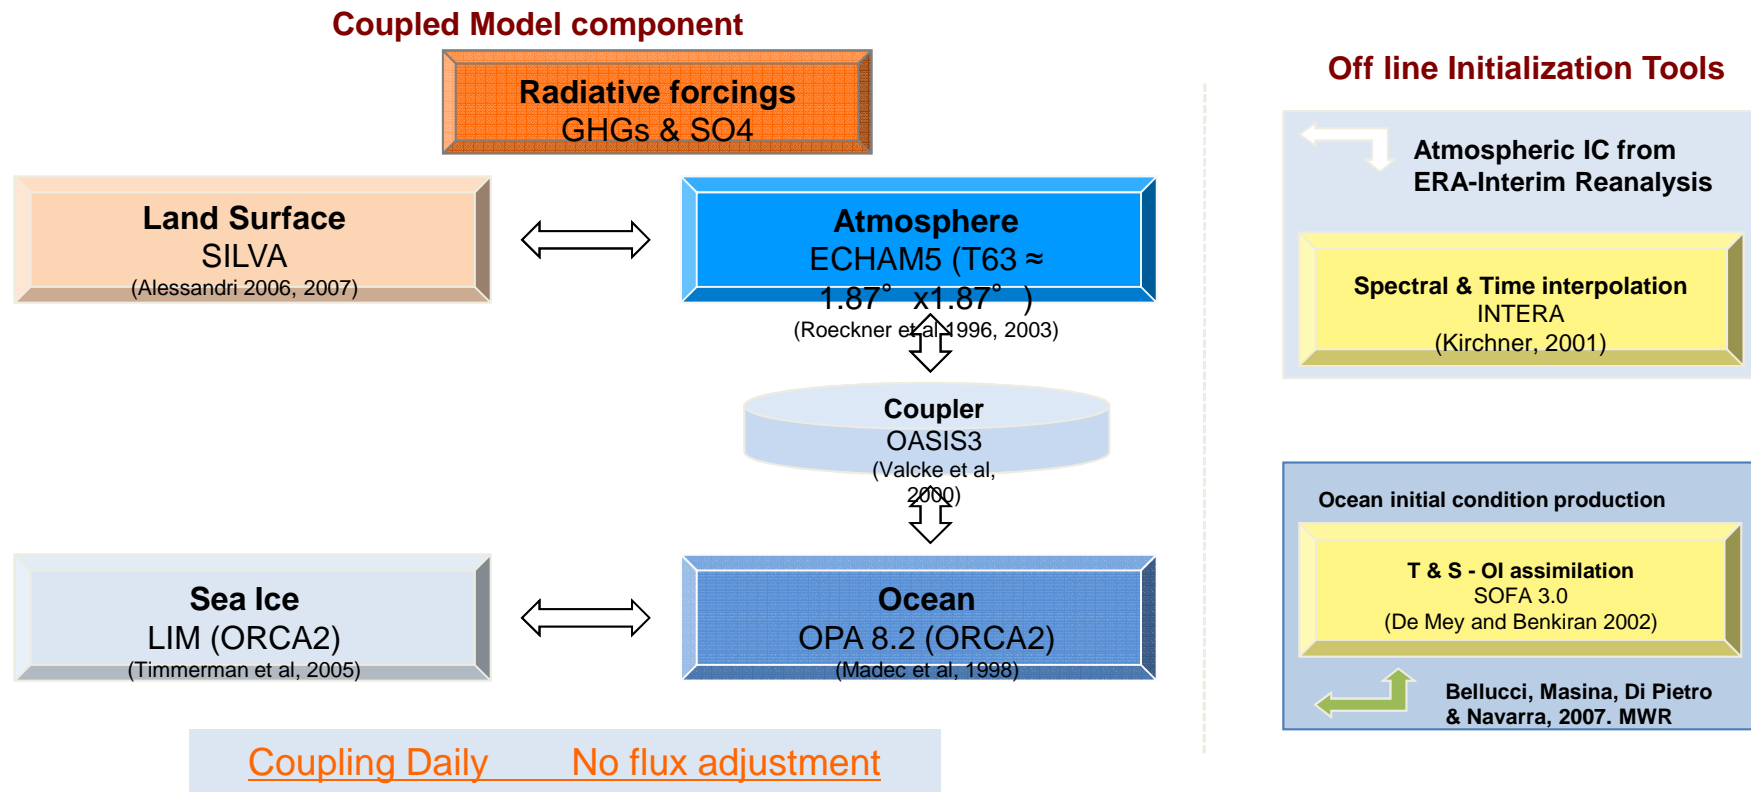 Coupled Model component
Radiative forcings
GHGs & SO4
Land Surface
SILVA
(Alessandri 2006, 2007)
Atmosphere
ECHAM5 (T63 ≈
1.87° x1.87° )
(Roeckner et al 1996, 2003)
Coupler
OASIS3
(Valcke et al,
2000)
Sea Ice
LIM (ORCA2)
(Timmerman et al, 2005)
Ocean
OPA 8.2 (ORCA2)
(Madec et al, 1998)
Coupling Daily No flux adjustment
Off line Initialization Tools
Atmospheric IC from
ERA-Interim Reanalysis
Spectral & Time interpolation
INTERA
(Kirchner, 2001)
Ocean initial condition production
T & S - OI assimilation
SOFA 3.0
(De Mey and Benkiran 2002)
Bellucci, Masina, Di Pietro
& Navarra, 2007. MWR